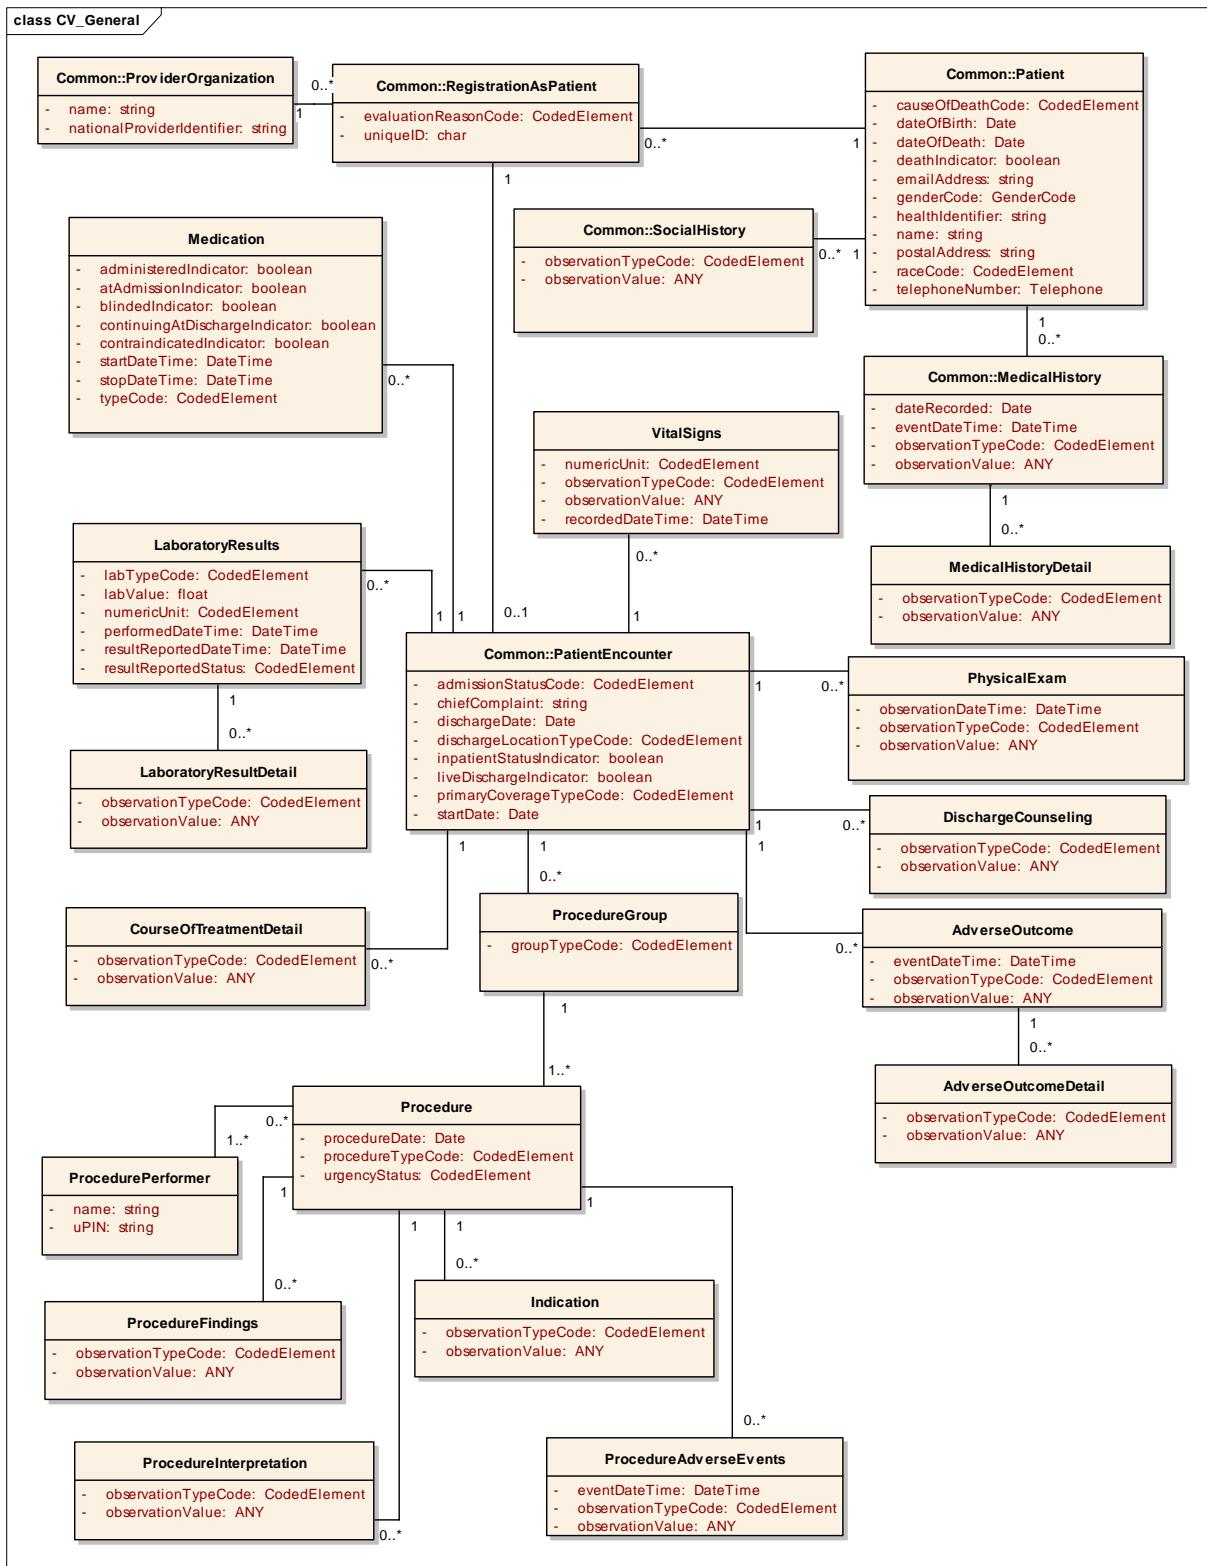 class CV_General
Common::ProviderOrganization
- name: string
- nationalProviderIdentifier: string
1
0..*
Common::RegistrationAsPatient
- evaluationReasonCode: CodedElement
- uniqueID: char
0..*
1
1
Common::Patient
- causeOfDeathCode: CodedElement
- dateOfBirth: Date
- dateOfDeath: Date
- deathIndicator: boolean
- emailAddress: string
- genderCode: GenderCode
- healthIdentifier: string
- name: string
- postalAddress: string
- raceCode: CodedElement
- telephoneNumber: Telephone
Common::SocialHistory
- observationTypeCode: CodedElement
- observationValue: ANY
0..*
1
1
0..*
Medication
- administeredIndicator: boolean
- atAdmissionIndicator: boolean
- blindedIndicator: boolean
- continuingAtDischargeIndicator: boolean
- contraindicatedIndicator: boolean
- startDateTime: DateTime
- stopDateTime: DateTime
- typeCode: CodedElement
0..*
Common::MedicalHistory
- dateRecorded: Date
- eventDateTime: DateTime
- observationTypeCode: CodedElement
- observationValue: ANY
1
0..*
VitalSigns
- numericUnit: CodedElement
- observationTypeCode: CodedElement
- observationValue: ANY
- recordedDateTime: DateTime
0..*
1
MedicalHistoryDetail
- observationTypeCode: CodedElement
- observationValue: ANY
LaboratoryResults
- labTypeCode: CodedElement
- labValue: float
- numericUnit: CodedElement
- performedDateTime: DateTime
- resultReportedDateTime: DateTime
- resultReportedStatus: CodedElement
0..*
1
1
0..1
1
0..*
LaboratoryResultDetail
- observationTypeCode: CodedElement
- observationValue: ANY
Common::PatientEncounter
- admissionStatusCode: CodedElement
- chiefComplaint: string
- dischargeDate: Date
- dischargeLocationTypeCode: CodedElement
- inpatientStatusIndicator: boolean
- liveDischargeIndicator: boolean
- primaryCoverageTypeCode: CodedElement
- startDate: Date
1
0..*
PhysicalExam
- observationDateTime: DateTime
- observationTypeCode: CodedElement
- observationValue: ANY
1
0..*
DischargeCounseling
- observationTypeCode: CodedElement
- observationValue: ANY
1
0..*
1
1
0..*
CourseOfTreatmentDetail
- observationTypeCode: CodedElement
- observationValue: ANY
0..*
ProcedureGroup
- groupTypeCode: CodedElement
1
1..*
AdverseOutcome
- eventDateTime: DateTime
- observationTypeCode: CodedElement
- observationValue: ANY
1
0..*
AdverseOutcomeDetail
- observationTypeCode: CodedElement
- observationValue: ANY
Procedure
- procedureDate: Date
- procedureTypeCode: CodedElement
- urgencyStatus: CodedElement
0..*
1..*
1
1
1
1
ProcedurePerformer
- name: string
- uPIN: string
0..*
0..*
ProcedureFindings
- observationTypeCode: CodedElement
- observationValue: ANY
Indication
- observationTypeCode: CodedElement
- observationValue: ANY
0..*
ProcedureInterpretation
- observationTypeCode: CodedElement
- observationValue: ANY
0..*
ProcedureAdverseEvents
- eventDateTime: DateTime
- observationTypeCode: CodedElement
- observationValue: ANY